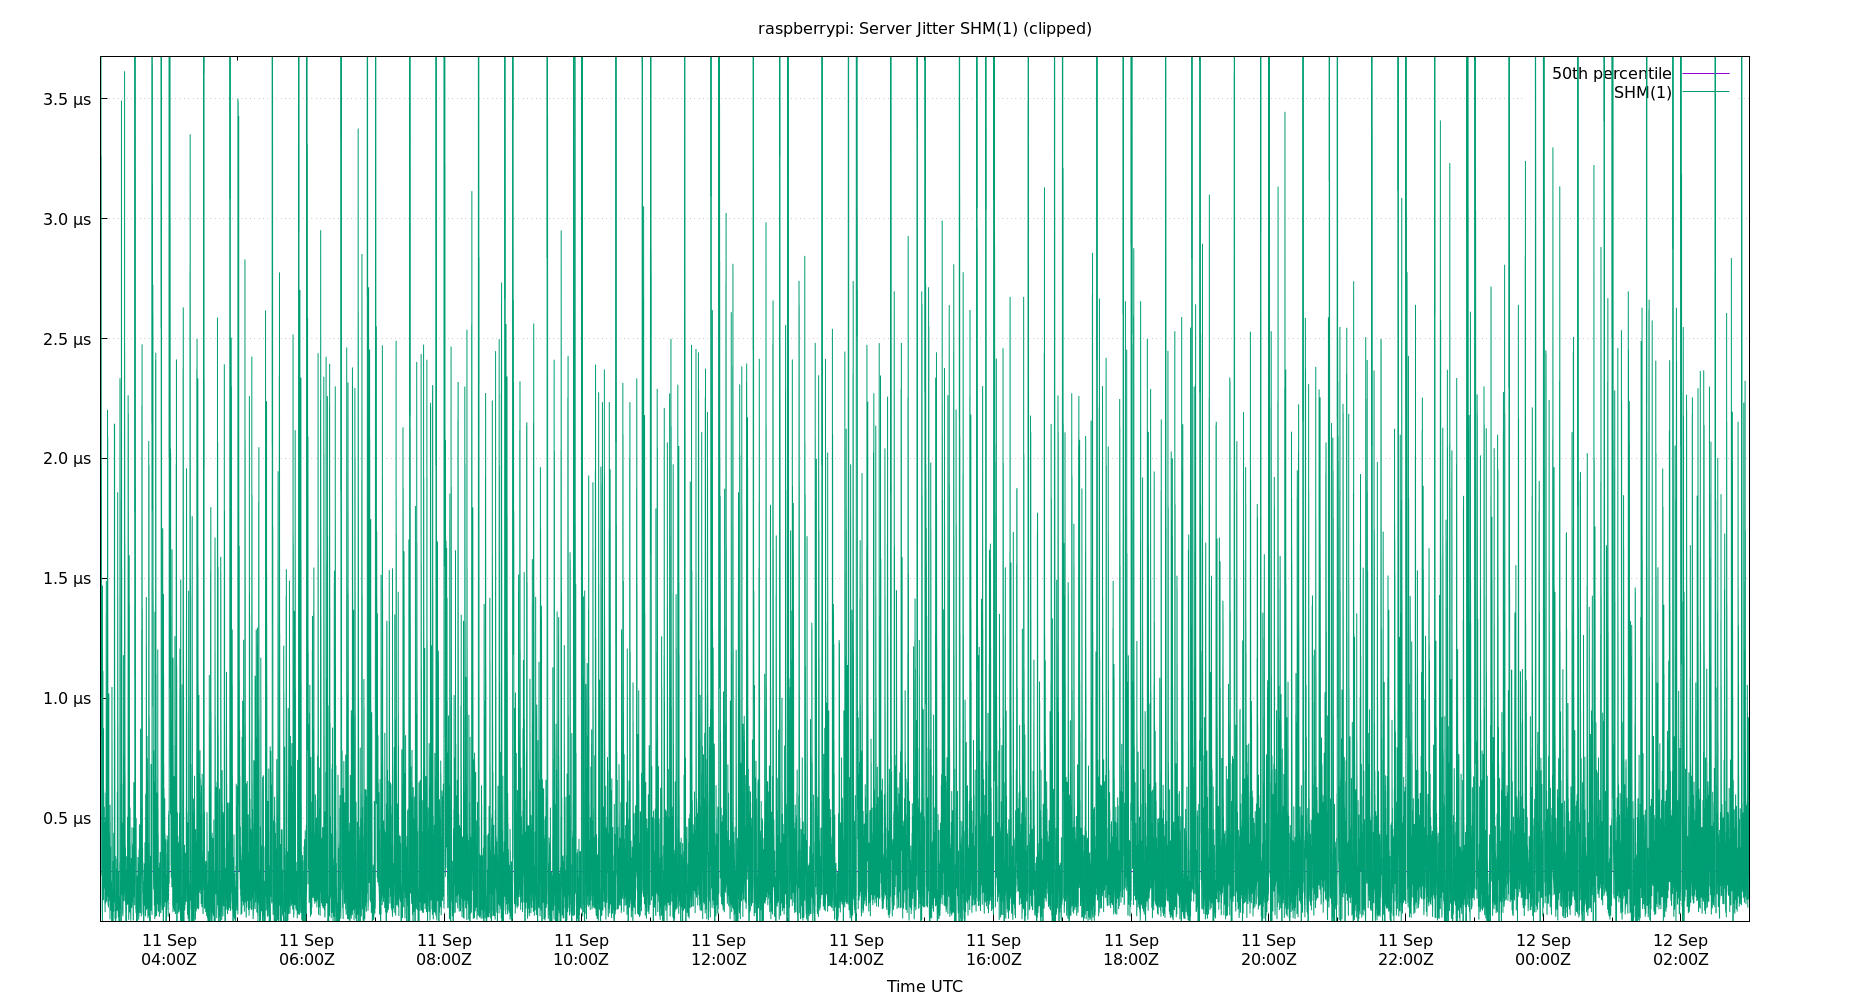 raspberrypi: Server Jitter SHM(1) (clipped)
50th percentile
SHM(1)
3.5 µs
3.0 µs
2.5 µs
2.0 µs
1.5 µs
1.0 µs
0.5 µs
11 Sep 11 Sep 11 Sep 11 Sep 11 Sep 11 Sep 11 Sep 11 Sep 11 Sep 11 Sep 12 Sep 12 Sep
04:00Z 06:00Z 08:00Z 10:00Z 12:00Z 14:00Z 16:00Z 18:00Z 20:00Z 22:00Z 00:00Z 02:00Z
Time UTC